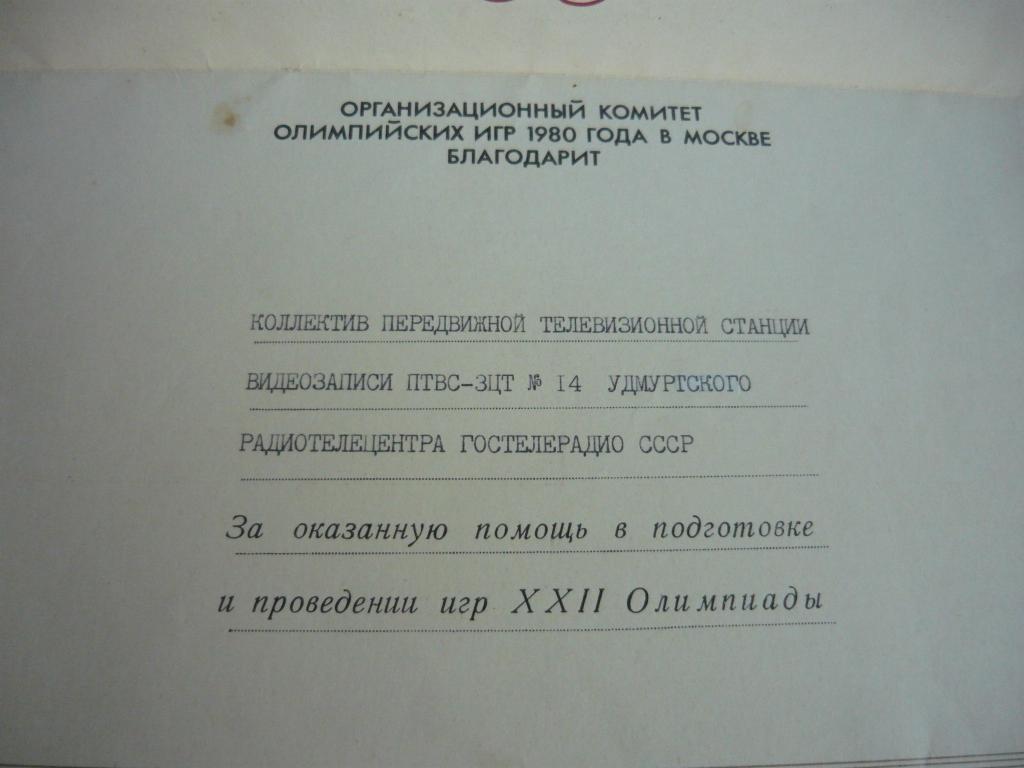 ОРГАНИЗАЦИОННЫЙ КОМИТЕТ
ОЛИМПИЙСКИХ ИГР 1980 ГОДА В МОСКВЕ
БЛАГОДАРИТ
КОЛЛЕКТИВ ПЕРЕДВИЖНОЙ ТЕЛЕВИЗИОННОЙ СТАНЦИИ
ВИДЕОЗАПИСИ ПТВС-ЗЦТ № 14 УДМУРТСКОГО
РАДИОТЕЛЕЦЕНТРА ГОСТЕЛЕРАДИО СССР
За оказанную помощь в подготовке
и проведении игр XXII Олимпиады